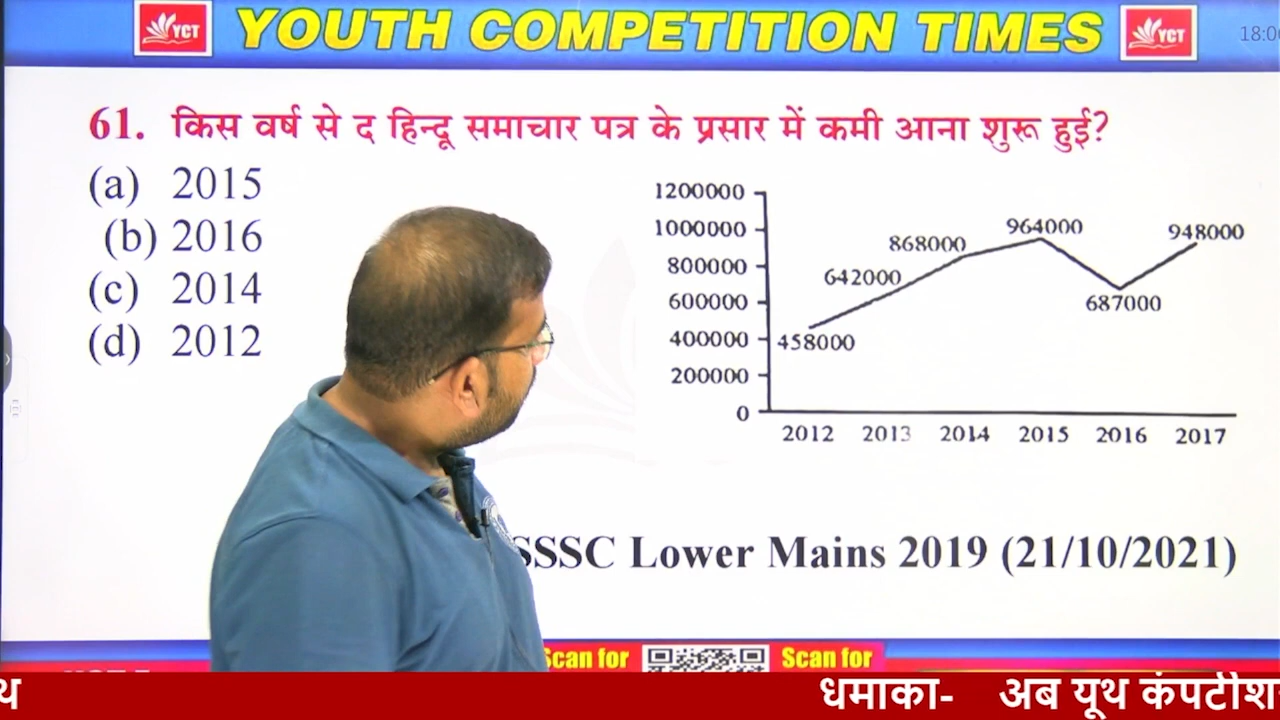 YCT
YOUTH COMPETITION TIMES
YCT
61. किस वर्ष से द हिन्दू समाचार पत्र के प्रसार में कमी आना शुरू हुई?
(a) 2015
(b) 2016
(c) 2014
(d) 2012
1200000
1000000
800000
600000
400000
200000
0
458000
642000
868000
964000
687000
948000
2012 2013 2014 2015 2016 2017
SSSC Lower Mains 2019 (21/10/2021)
Scan for
Scan for
थ धमाका- अब यूथ कंपटीश